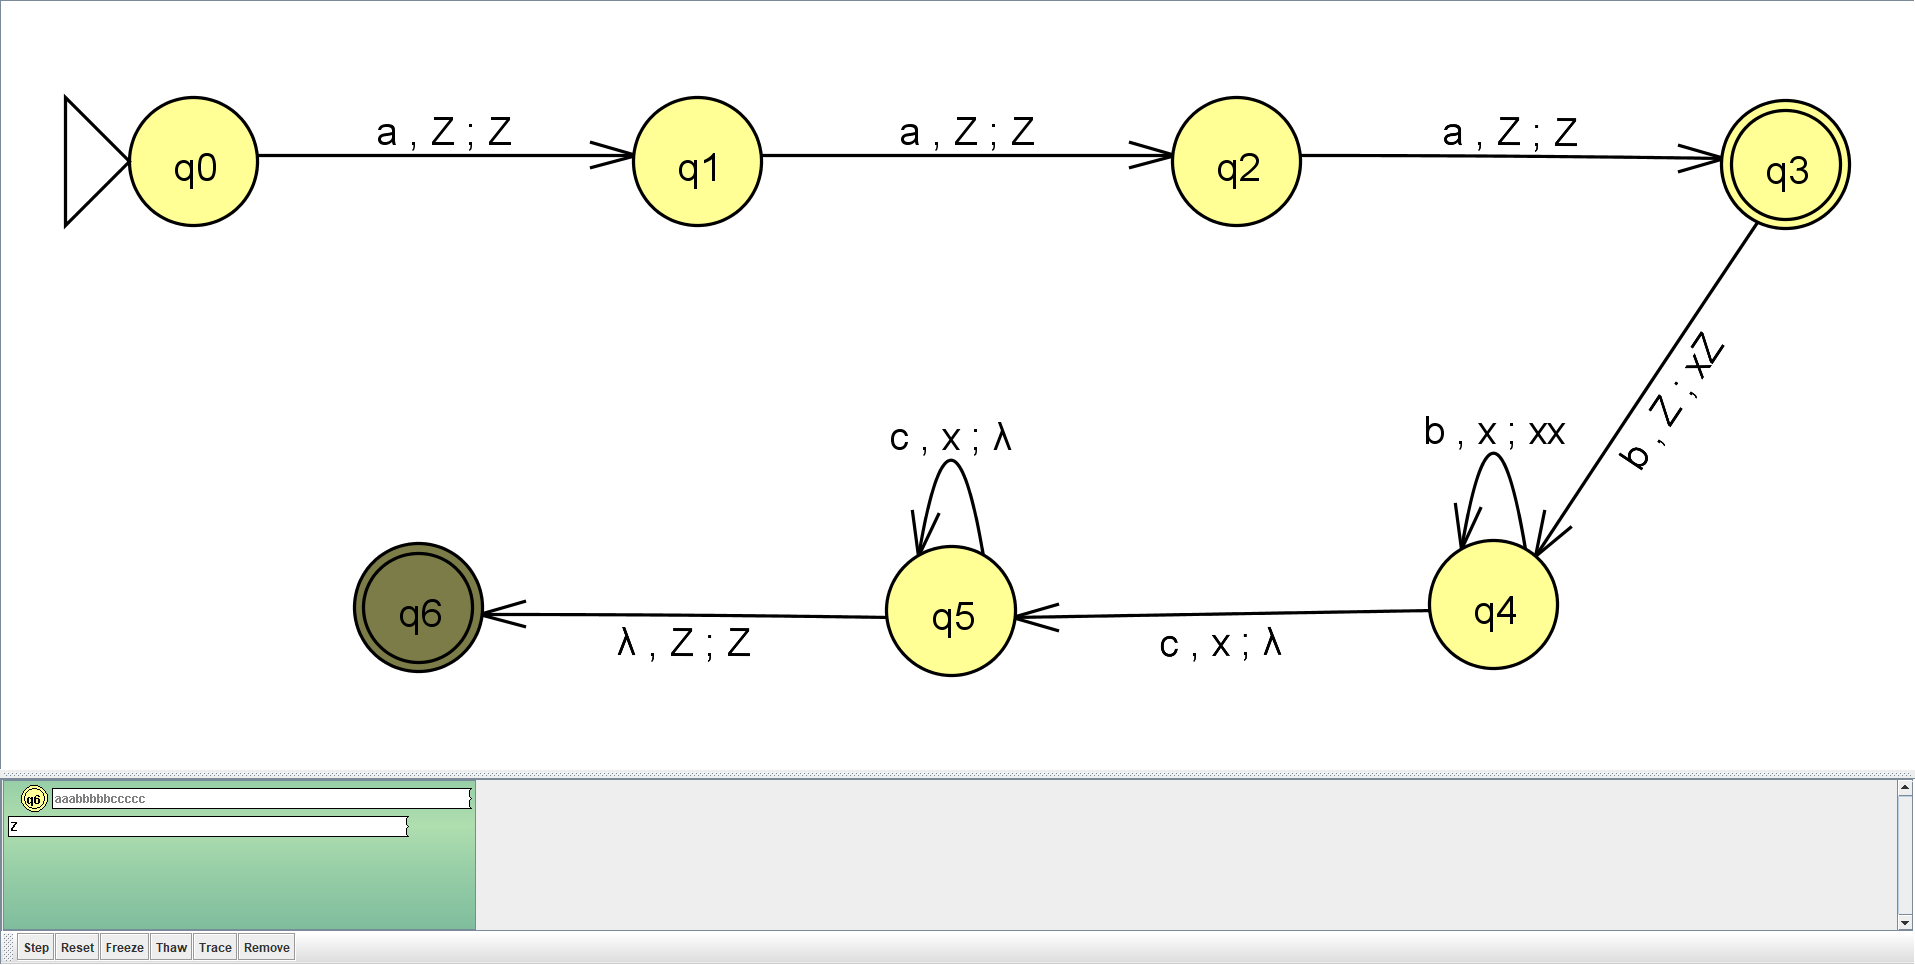 a , Z ; Z
a , Z ; Z
a , Z ; Z
q0
q1
q2
q3
b , Z ; xZ
c , x ; λ
b , x ; xx
q6
q5
q4
λ , Z ; Z
c , x ; λ
q6 aaabbbbbccccc
Z
Step Reset Freeze Thaw Trace Remove